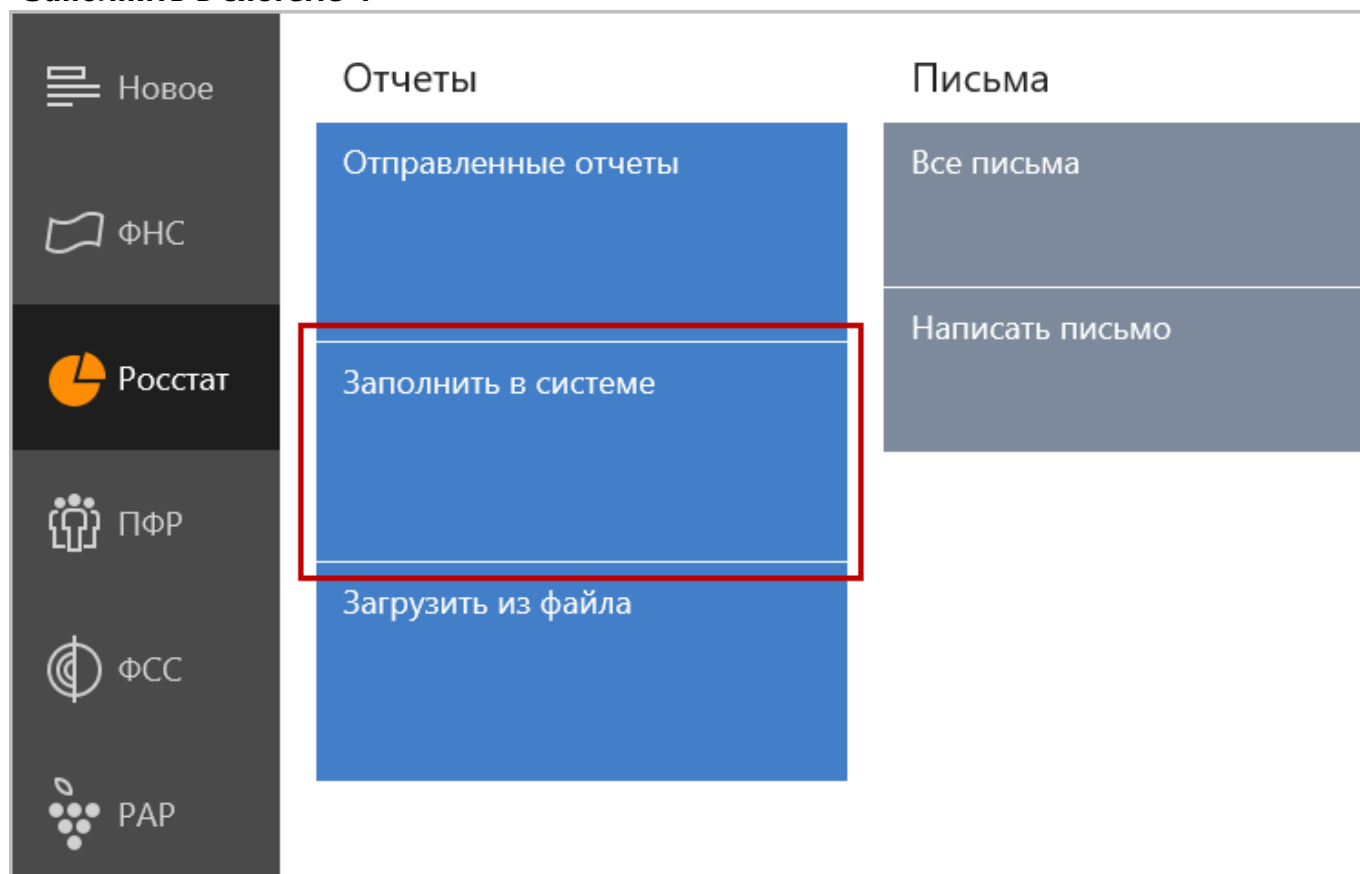 Новое
ФНС
Росстат
ПФР
ФСС
РАР
Отчеты
Отправленные отчеты
Заполнить в системе
Загрузить из файла
Письма
Все письма
Написать письмо